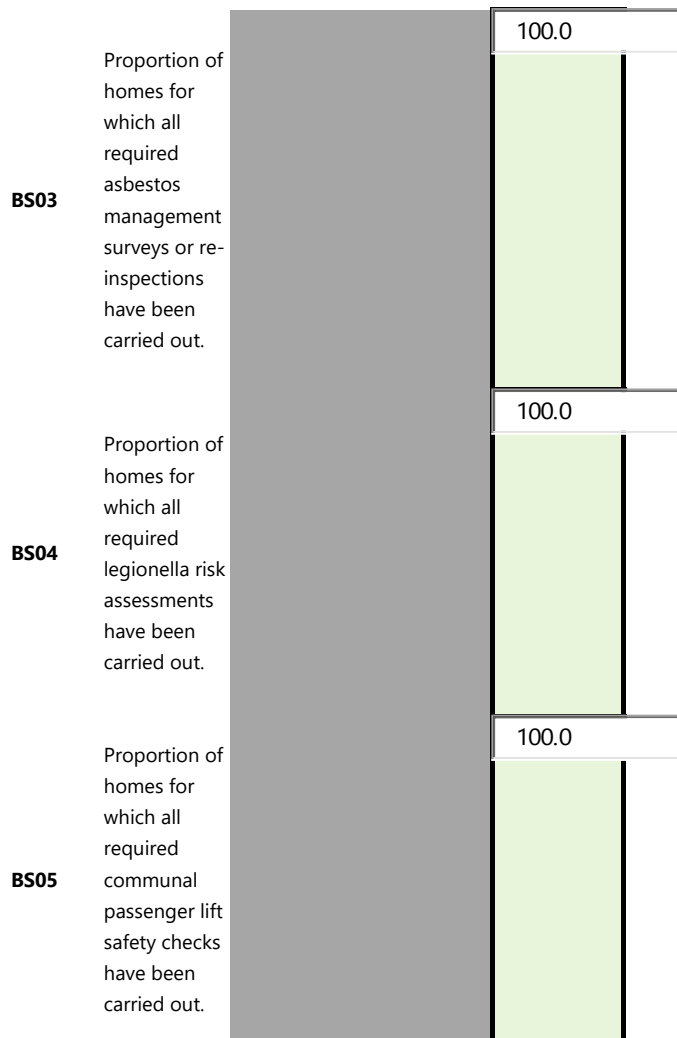 100.0
BS03
Proportion of
homes for
which all
required
asbestos
management
surveys or re-
inspections
have been
carried out.
100.0
BS04
Proportion of
homes for
which all
required
legionella risk
assessments
have been
carried out.
100.0
BS05
Proportion of
homes for
which all
required
communal
passenger lift
safety checks
have been
carried out.